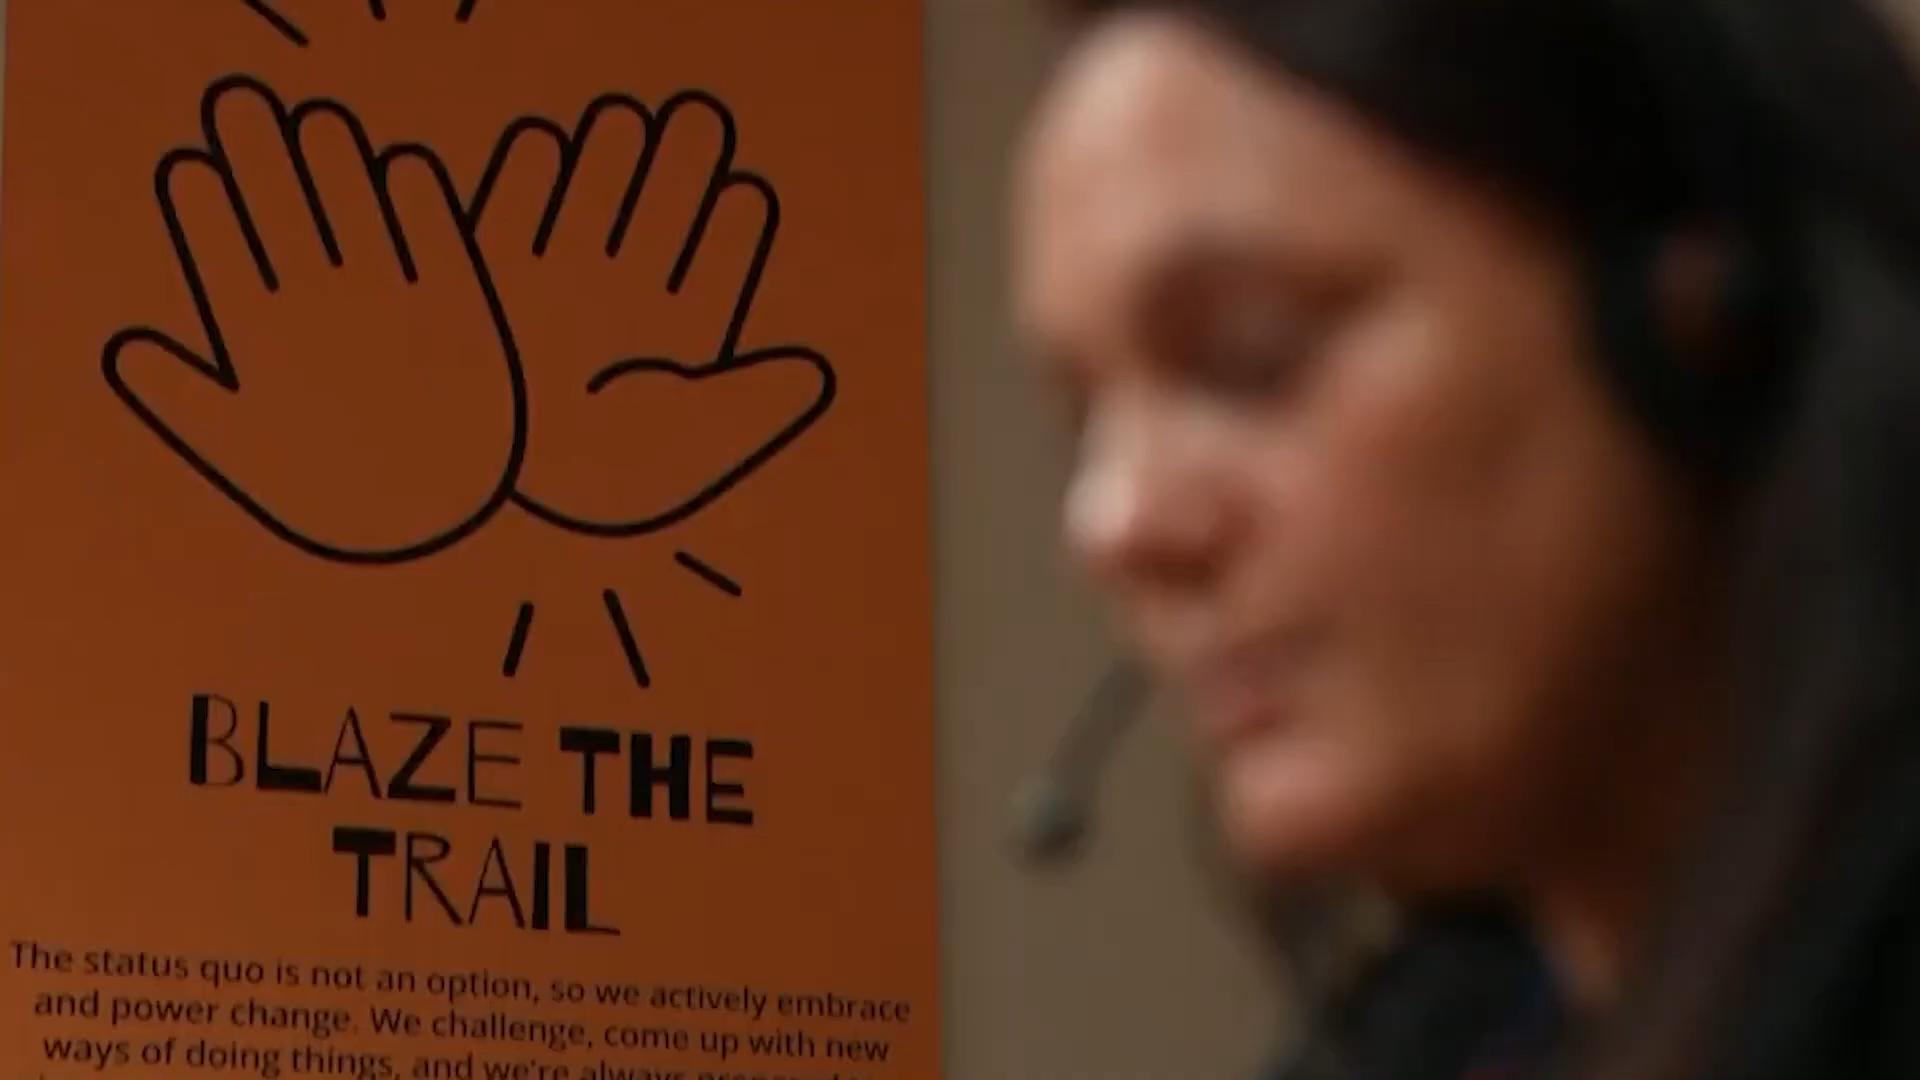 BLAZE THE
TRAIL
The status quo is not an option, so we actively embrace
and power change. We challenge, come up with new
ways of doing things, and we're always